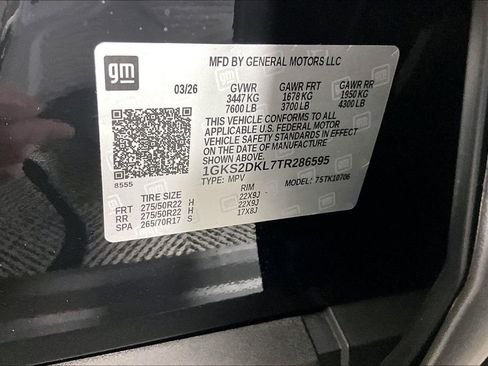 gm
MFD BY GENERAL MOTORS LLC
03/26 GVWR GAWR FRT GAWR RR
3447 KG 1678 KG 1950 KG
7600 LB 3700 LB 4300 LB
THIS VEHICLE CONFORMS TO ALL
APPLICABLE U.S. FEDERAL MOTOR
VEHICLE SAFETY STANDARDS IN EFFECT
ON THE DATE OF MANUFACTURE
SHOWN ABOVE.
1GKS2DKL7TR286595
8555 TYPE: MPV MODEL: 7STK10706
TIRE SIZE RIM
FRT 275/50R22 H 22X9J
RR 275/50R22 H 22X9J
SPA 265/70R17 S 17X8J